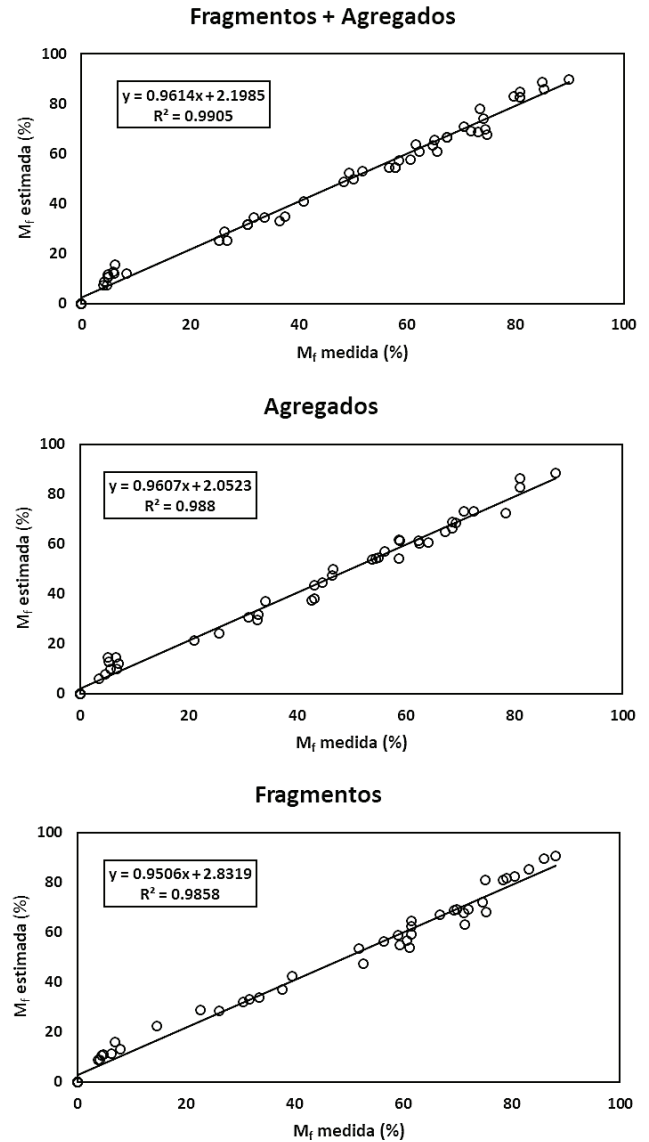 Fragmentos + Agregados
100
80
60
40
20
0
Mf estimada (%)
y = 0.9614x + 2.1985
R² = 0.9905
0 20 40 60 80 100
Mf medida (%)
Agregados
100
80
60
40
20
0
Mf estimada (%)
y = 0.9607x + 2.0523
R² = 0.988
0 20 40 60 80 100
Mf medida (%)
Fragmentos
100
80
60
40
20
0
Mf estimada (%)
y = 0.9506x + 2.8319
R² = 0.9858
0 20 40 60 80 100
Mf medida (%)